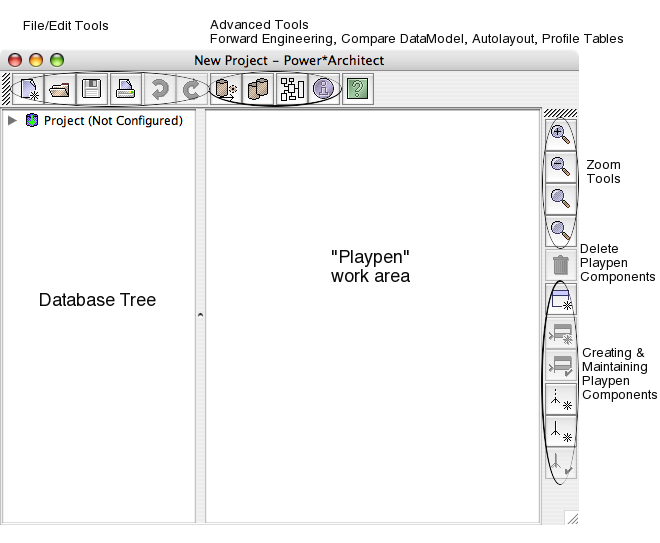 File/Edit Tools
Advanced Tools
Forward Engineering, Compare DataModel, Autolayout, Profile Tables
New Project – Power*Architect
Project (Not Configured)
Zoom
Tools
"Playpen"
work area
Delete
Playpen
Components
Database Tree
Creating &
Maintaining
Playpen
Components